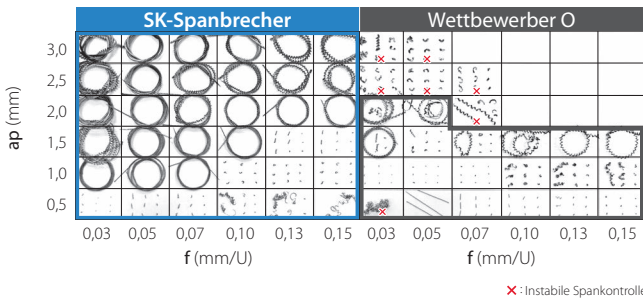 SK-Spanbrecher Wettbewerber O
ap (mm)
3,0
2,5
2,0
1,5
1,0
0,5
0,03 0,05 0,07 0,10 0,13 0,15 0,03 0,05 0,07 0,10 0,13 0,15
f (mm/U) f (mm/U)
× : Instabile Spankontrolle